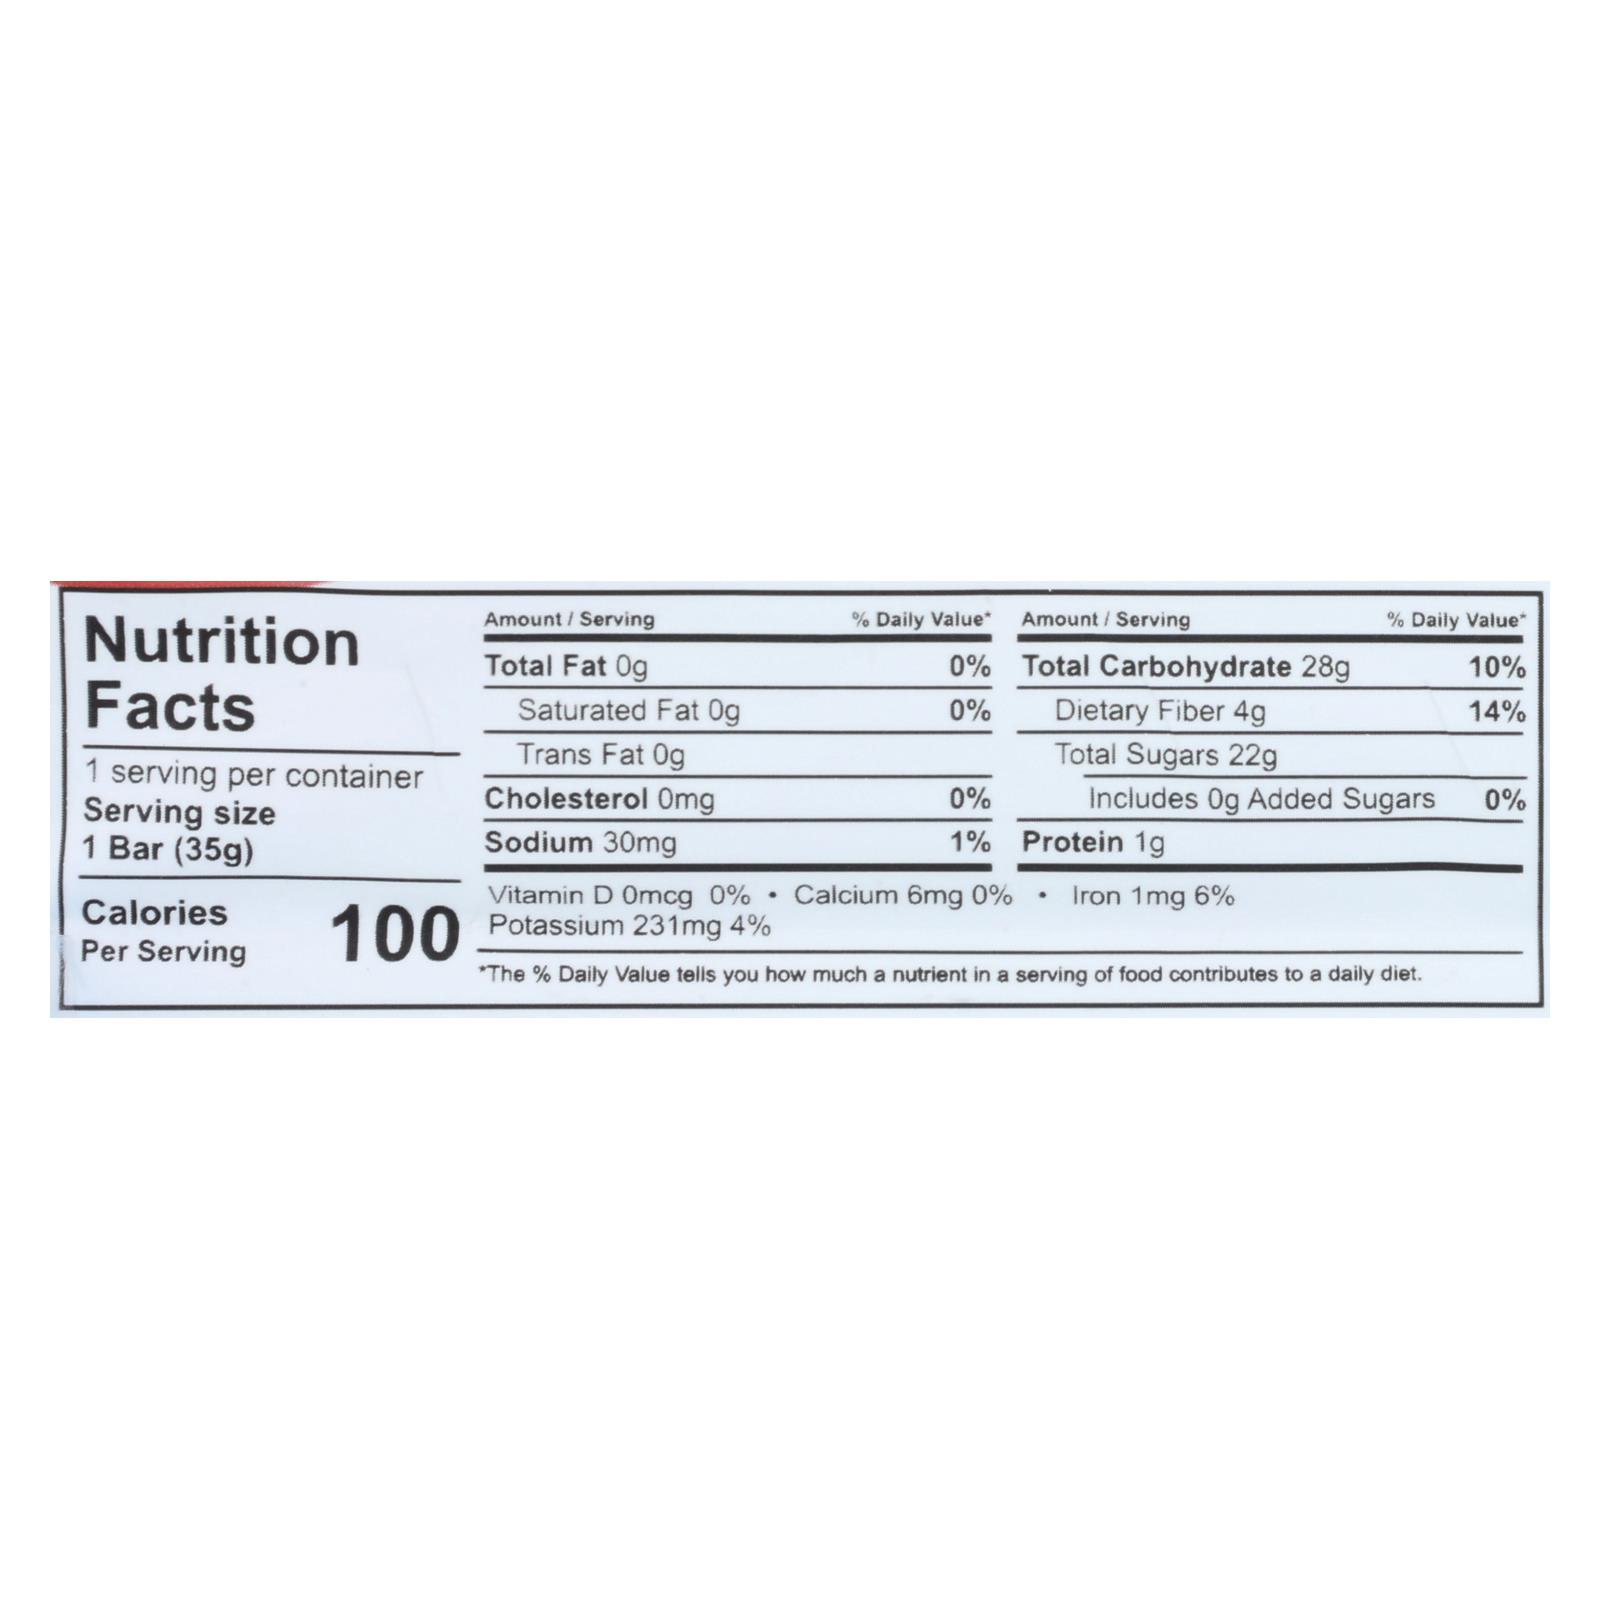 Nutrition
Facts
1 serving per container
Serving size
1 Bar (35g)
Calories
Per Serving 100
Amount / Serving % Daily Value*
Total Fat 0g 0%
Saturated Fat 0g 0%
Trans Fat 0g
Cholesterol 0mg 0%
Sodium 30mg 1%
Amount / Serving % Daily Value*
Total Carbohydrate 28g 10%
Dietary Fiber 4g 14%
Total Sugars 22g
Includes 0g Added Sugars 0%
Protein 1g
Vitamin D 0mcg 0% • Calcium 6mg 0% • Iron 1mg 6%
Potassium 231mg 4%
*The % Daily Value tells you how much a nutrient in a serving of food contributes to a daily diet.